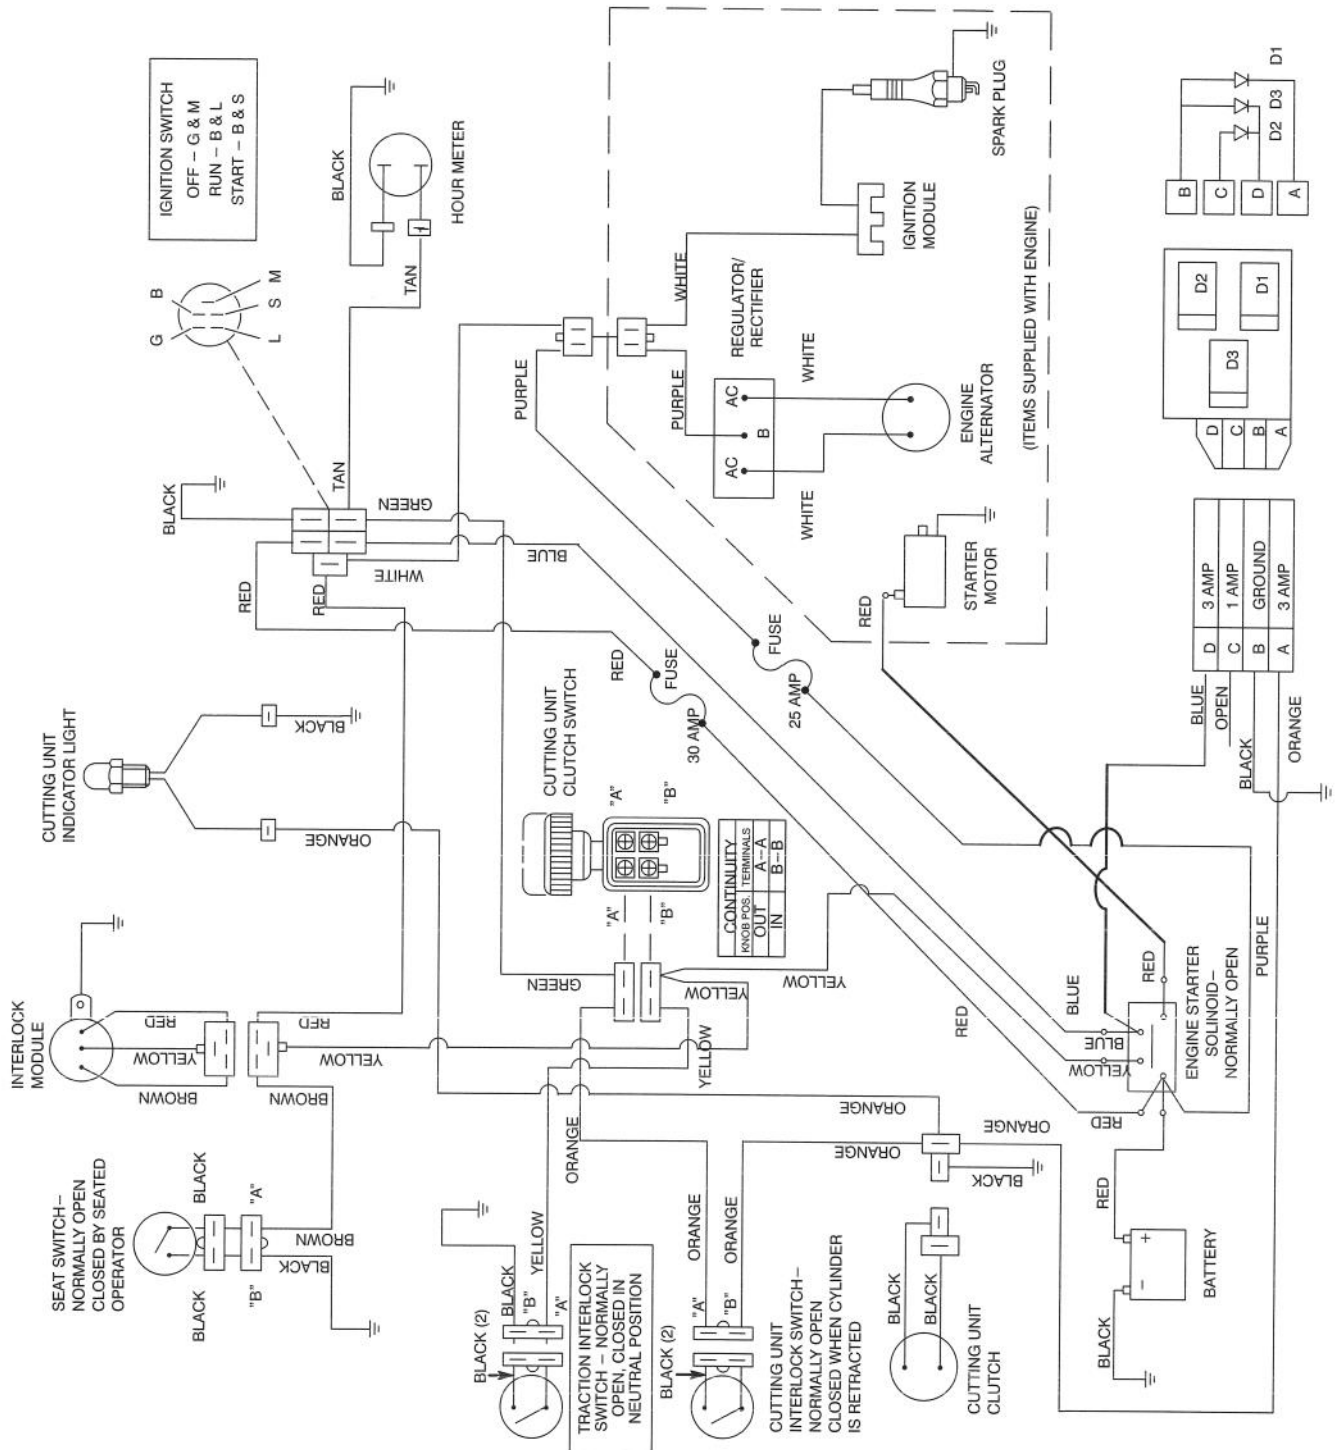 IGNITION SWITCH
OFF – G & M
RUN – B & L
START – B & S
BLACK
HOUR METER
TAN
G
B
M
S
L
BLACK
TAN
GREEN
BLUE
WHITE
RED
RED
CUTTING UNIT
INDICATOR LIGHT
BLACK
ORANGE
INTERLOCK
MODULE
RED
YELLOW
BROWN
RED
YELLOW
BROWN
SEAT SWITCH –
NORMALLY OPEN
CLOSED BY SEATED
OPERATOR
BLACK
BLACK
"A"
"B"
BROWN
BLACK
SPARK PLUG
IGNITION
MODULE
(ITEMS SUPPLIED WITH ENGINE)
WHITE
PURPLE
PURPLE
REGULATOR/
RECTIFIER
AC
B
AC
WHITE
WHITE
ENGINE
ALTERNATOR
STARTER
MOTOR
RED
RED
FUSE
30 AMP
FUSE
25 AMP
CUTTING UNIT
CLUTCH SWITCH
"A"
"B"
"A"
"B"
CONTINUITY
KNOB POS.
TERMINALS
OUT
A–A
IN
B–B
GREEN
YELLOW
YELLOW
YELLOW
ORANGE
ORANGE
RED
BLUE
BLUE
YELLOW
RED
RED
PURPLE
ENGINE STARTER
SOLINOID –
NORMALLY OPEN
BLACK (2)
BLACK
"B"
YELLOW
"A"
TRACTION INTERLOCK
SWITCH – NORMALLY
OPEN, CLOSED IN
NEUTRAL POSITION
BLACK (2)
"A"
ORANGE
"B"
ORANGE
CUTTING UNIT
INTERLOCK SWITCH –
NORMALLY OPEN
CLOSED WHEN CYLINDER
IS RETRACTED
ORANGE
ORANGE
BLACK
BLACK
BLACK
CUTTING UNIT
CLUTCH
RED
+
–
BLACK
BATTERY
D1
D3
D2
B
C
D
A
D2
D1
D3
D
C
B
A
D
3 AMP
C
1 AMP
B
GROUND
A
3 AMP
BLUE
OPEN
BLACK
ORANGE